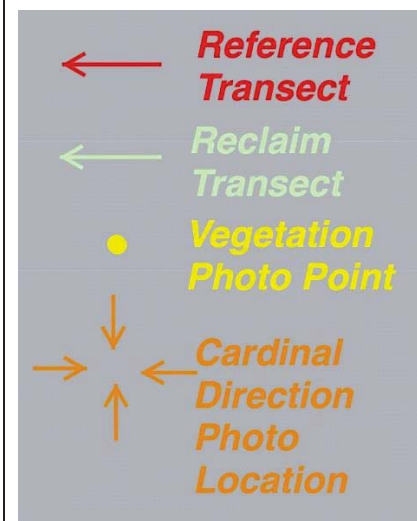 Reference
Transect
Reclaim
Transect
Vegetation
Photo Point
Cardinal
Direction
Photo
Location